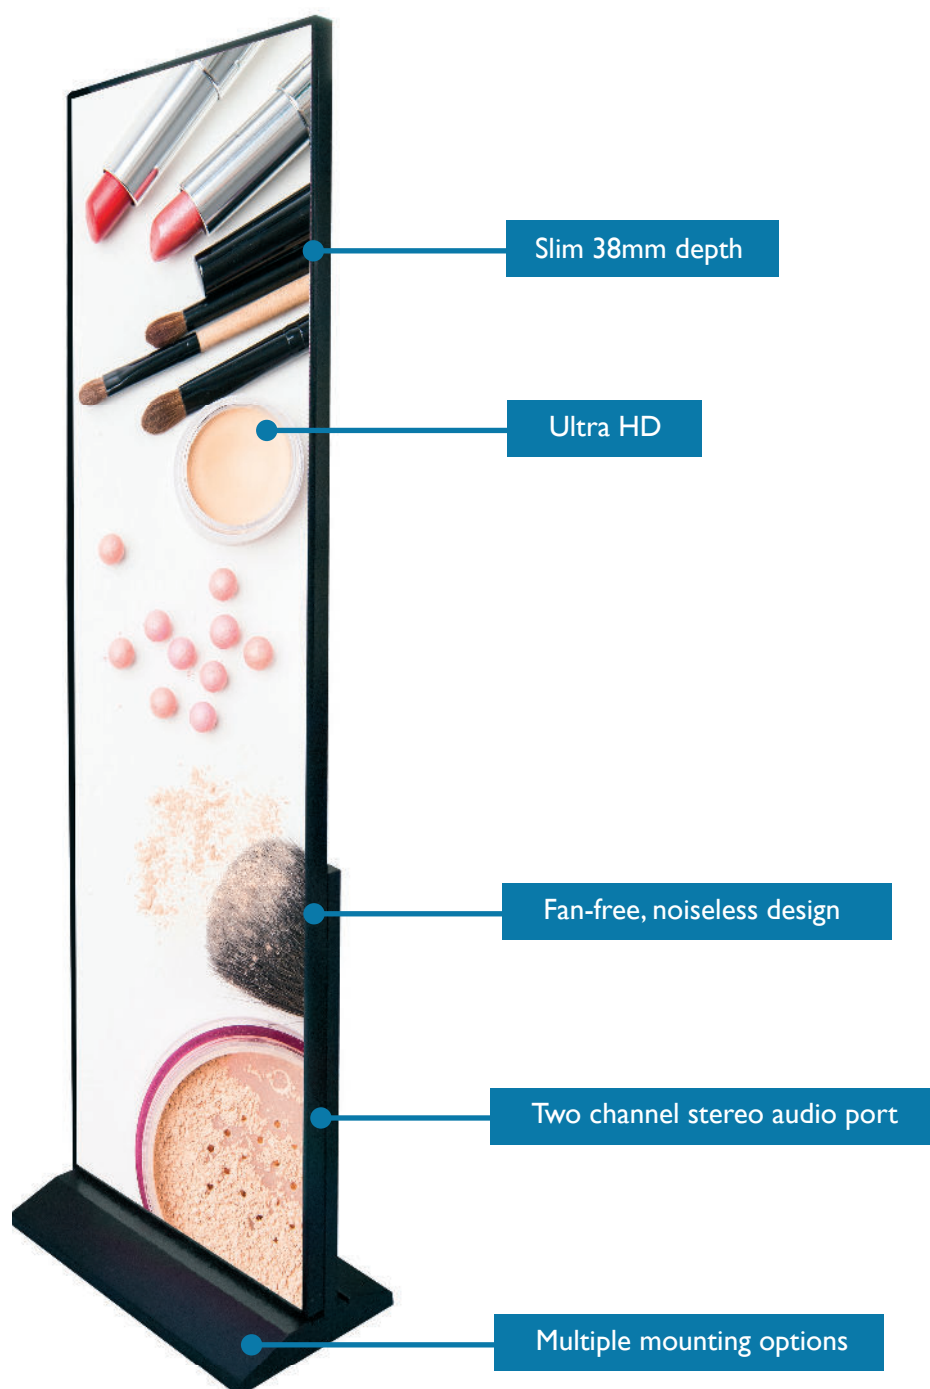 Slim 38mm depth
Ultra HD
Fan-free, noiseless design
Two channel stereo audio port
Multiple mounting options